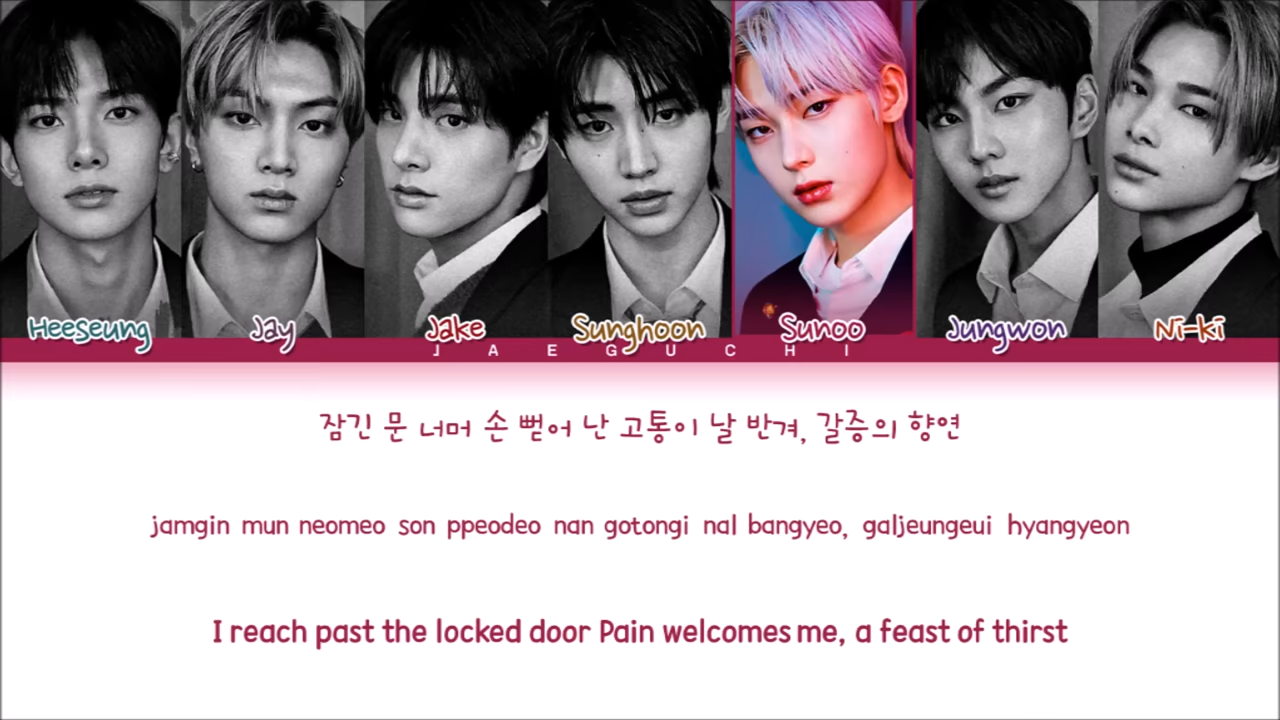 Heeseung Jay Jake Sunghoon Sunoo Jungwon Ni-ki
JAEGUCHI
잠긴 문 너머 손 뻗어 난 고통이 날 반겨, 갈증의 향연
jamgin mun neomeo son ppeodeo nan gotongi nal bangyeo, galjeungeui hyangyeon
I reach past the locked door Pain welcomes me, a feast of thirst